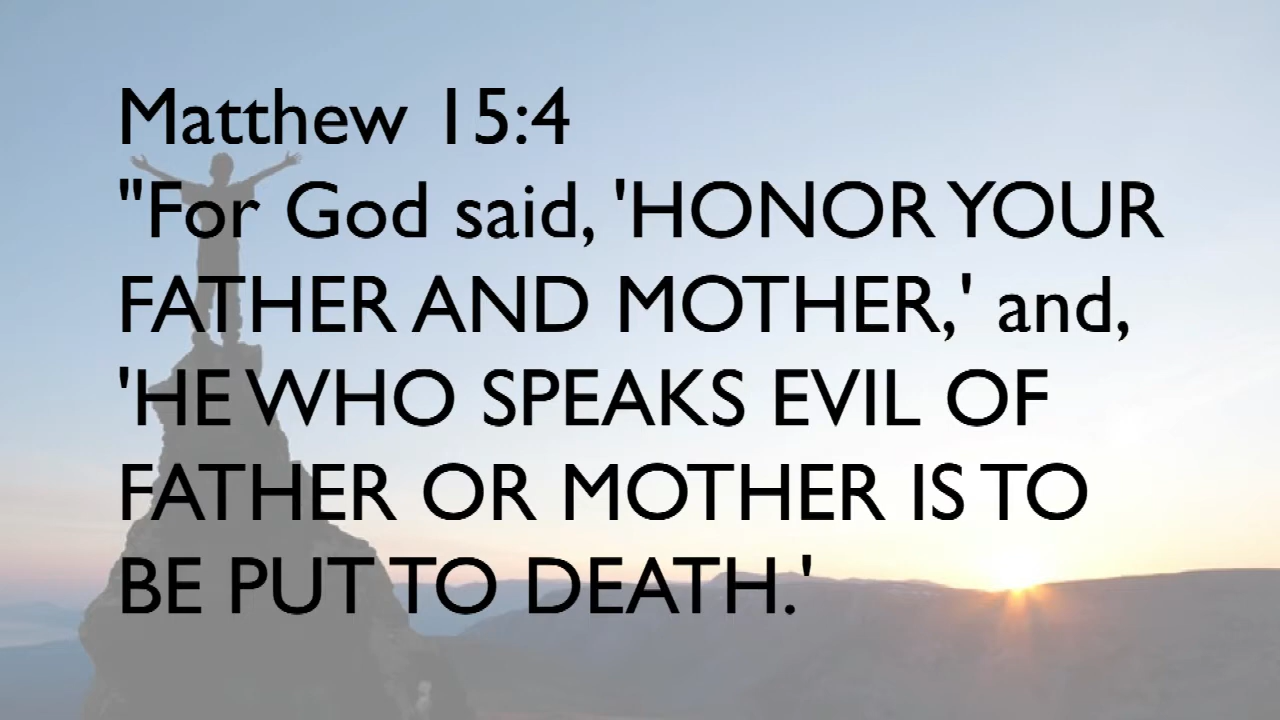 Matthew 15:4
"For God said, 'HONOR YOUR
FATHER AND MOTHER,' and,
'HE WHO SPEAKS EVIL OF
FATHER OR MOTHER IS TO
BE PUT TO DEATH.'